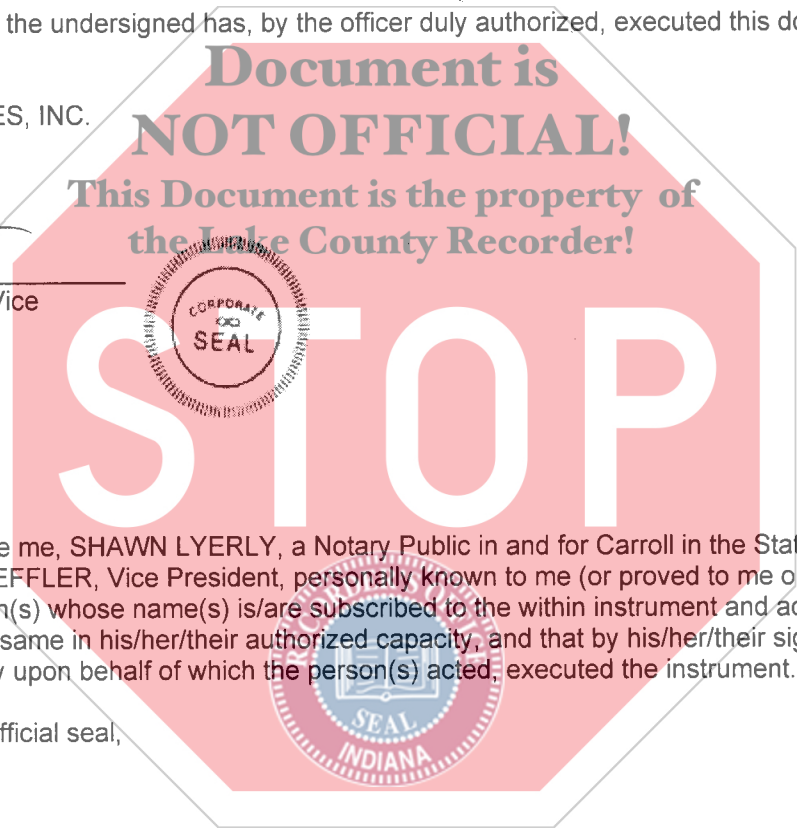 the undersigned has, by the officer duly authorized, executed this do
Document is
ES, INC.
NOT OFFICIAL!
This Document is the property of
the Lake County Recorder!
Vice
CORPORATE
SEAL
STOP
e me, SHAWN LYERLY, a Notary Public in and for Carroll in the Stat
EFFLER, Vice President, personally known to me (or proved to me o
n(s) whose name(s) is/are subscribed to the within instrument and ac
same in his/her/their authorized capacity, and that by his/her/their sig
y upon behalf of which the person(s) acted, executed the instrument.
RECORDER'S OFFICE
SEAL
INDIANA
fficial seal,